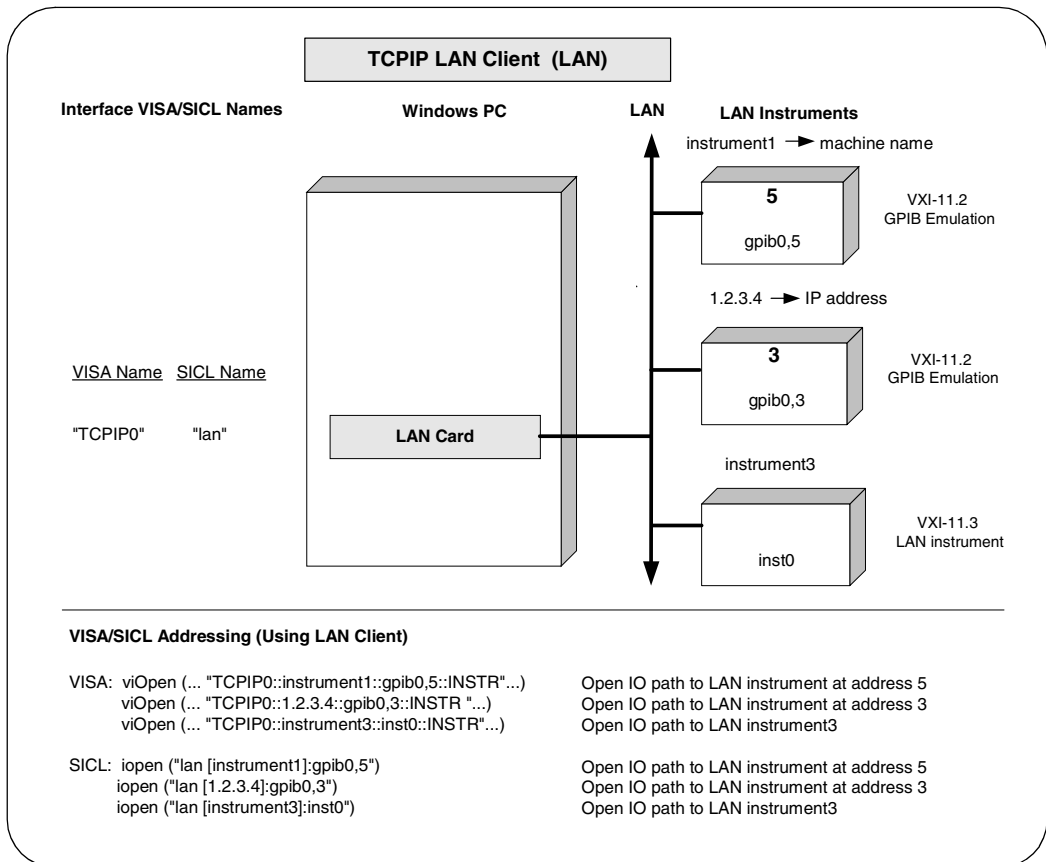 TCPIP LAN Client (LAN)
Interface VISA/SICL Names
Windows PC
LAN
LAN Instruments
instrument1 → machine name
5
gpib0,5
VXI-11.2
GPIB Emulation
1.2.3.4 → IP address
3
gpib0,3
VXI-11.2
GPIB Emulation
VISA Name SICL Name
"TCPIP0" "lan"
LAN Card
instrument3
inst0
VXI-11.3
LAN instrument
VISA/SICL Addressing (Using LAN Client)
VISA: viOpen (... "TCPIP0::instrument1::gpib0,5::INSTR"...) Open IO path to LAN instrument at address 5
viOpen (... "TCPIP0::1.2.3.4::gpib0,3::INSTR "...) Open IO path to LAN instrument at address 3
viOpen (... "TCPIP0::instrument3::inst0::INSTR"...) Open IO path to LAN instrument3
SICL: iopen ("lan [instrument1]:gpib0,5") Open IO path to LAN instrument at address 5
iopen ("lan [1.2.3.4]:gpib0,3") Open IO path to LAN instrument at address 3
iopen ("lan [instrument3]:inst0") Open IO path to LAN instrument3